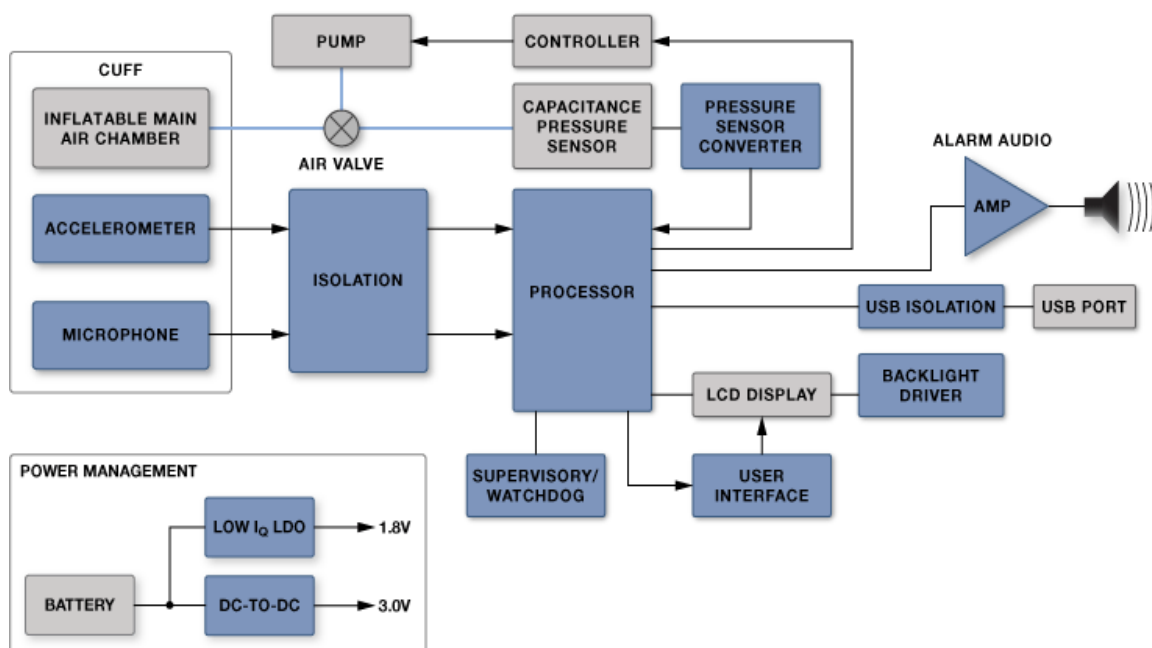 PUMP
CONTROLLER
CUFF
INFLATABLE MAIN
AIR CHAMBER
CAPACITANCE
PRESSURE
SENSOR
PRESSURE
SENSOR
CONVERTER
AIR VALVE
ALARM AUDIO
ACCELEROMETER
AMP
ISOLATION
PROCESSOR
MICROPHONE
USB ISOLATION
USB PORT
LCD DISPLAY
BACKLIGHT
DRIVER
SUPERVISORY/
WATCHDOG
USER
INTERFACE
POWER MANAGEMENT
LOW IQ LDO
1.8V
BATTERY
DC-TO-DC
3.0V